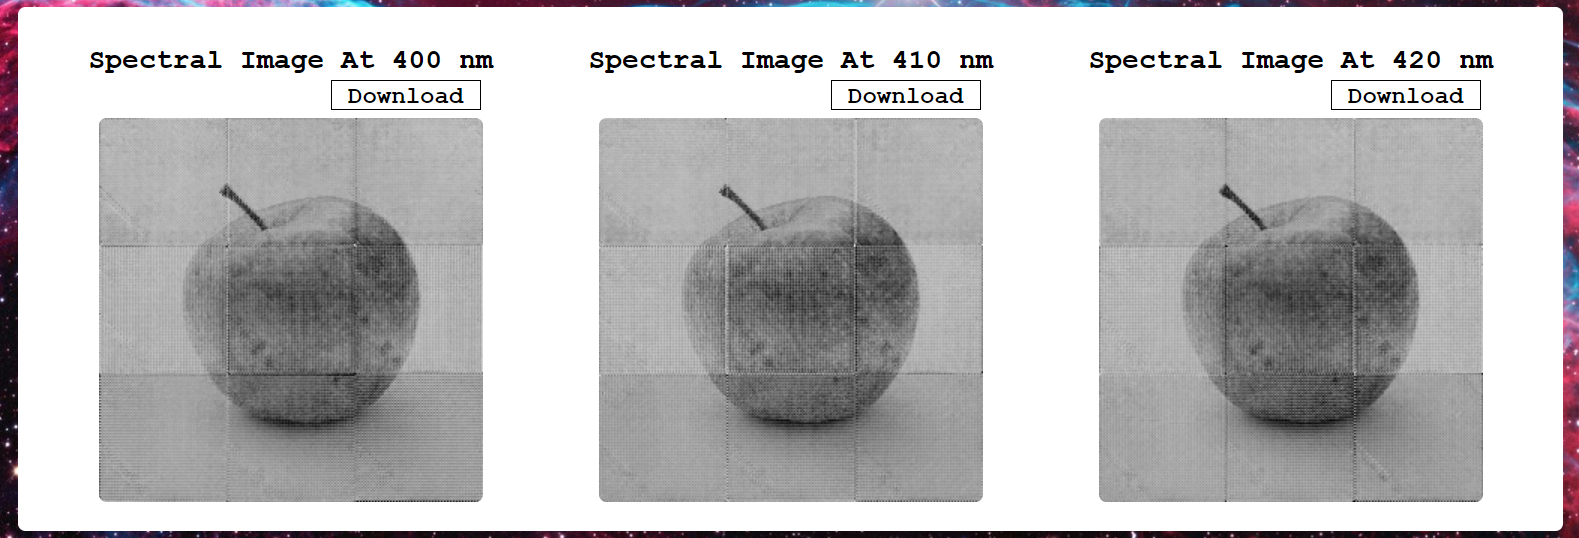 Spectral Image At 400 nm
Download
Spectral Image At 410 nm
Download
Spectral Image At 420 nm
Download